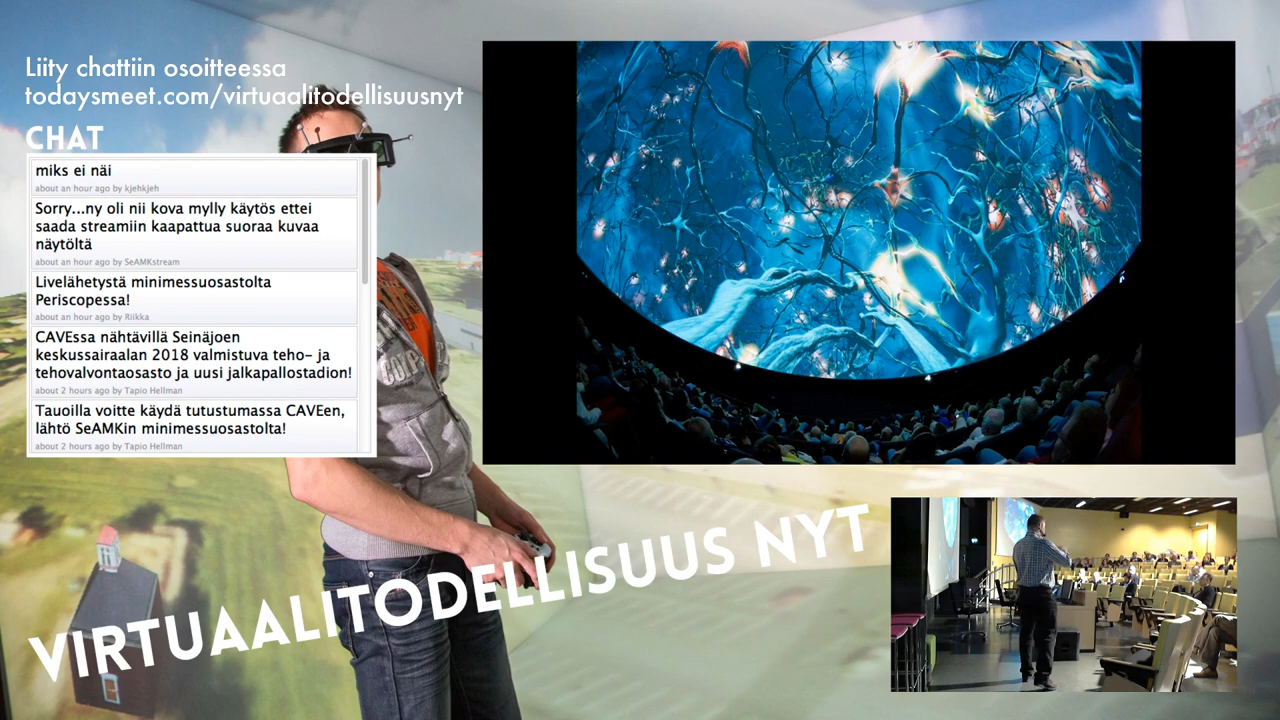 Liity chattiin osoitteessa
todaysmeet.com/virtuaalitodellisuusnyt
CHAT
miks ei näi
about an hour ago by kjehkjeh
Sorry...ny oli nii kova mylly käytös ettei
saada streamiin kaapattua suoraa kuvaa
näytöltä
about an hour ago by SeAMKstream
Livelähetystä minimessuosastolta
Periscopessa!
about an hour ago by Riikka
CAVEssa nähtävillä Seinäjoen
keskussairaalan 2018 valmistuva teho- ja
tehovalvontaosasto ja uusi jalkapallostadion!
about 2 hours ago by Tapio Hellman
Tauoilla voitte käydä tutustumassa CAVEen,
lähtö SeAMKin minimessuosastolta!
about 2 hours ago by Tapio Hellman
VIRTUAALITODELLISUUS NYT